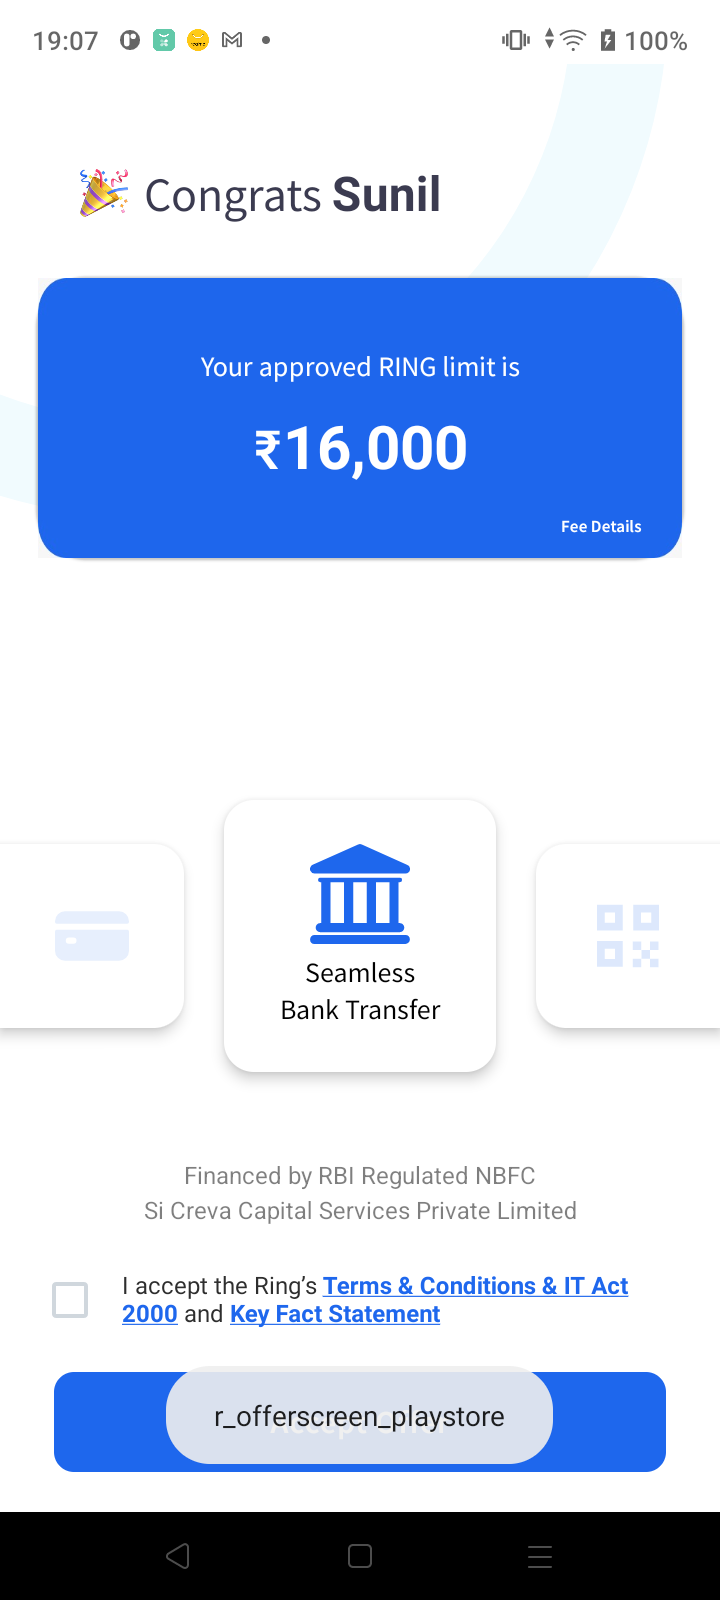 19:07
100%
Congrats Sunil
Your approved RING limit is
₹16,000
Fee Details
Seamless
Bank Transfer
Financed by RBI Regulated NBFC
Si Creva Capital Services Private Limited
I accept the Ring’s Terms & Conditions & IT Act
2000 and Key Fact Statement
Accept Offer
r_offerscreen_playstore